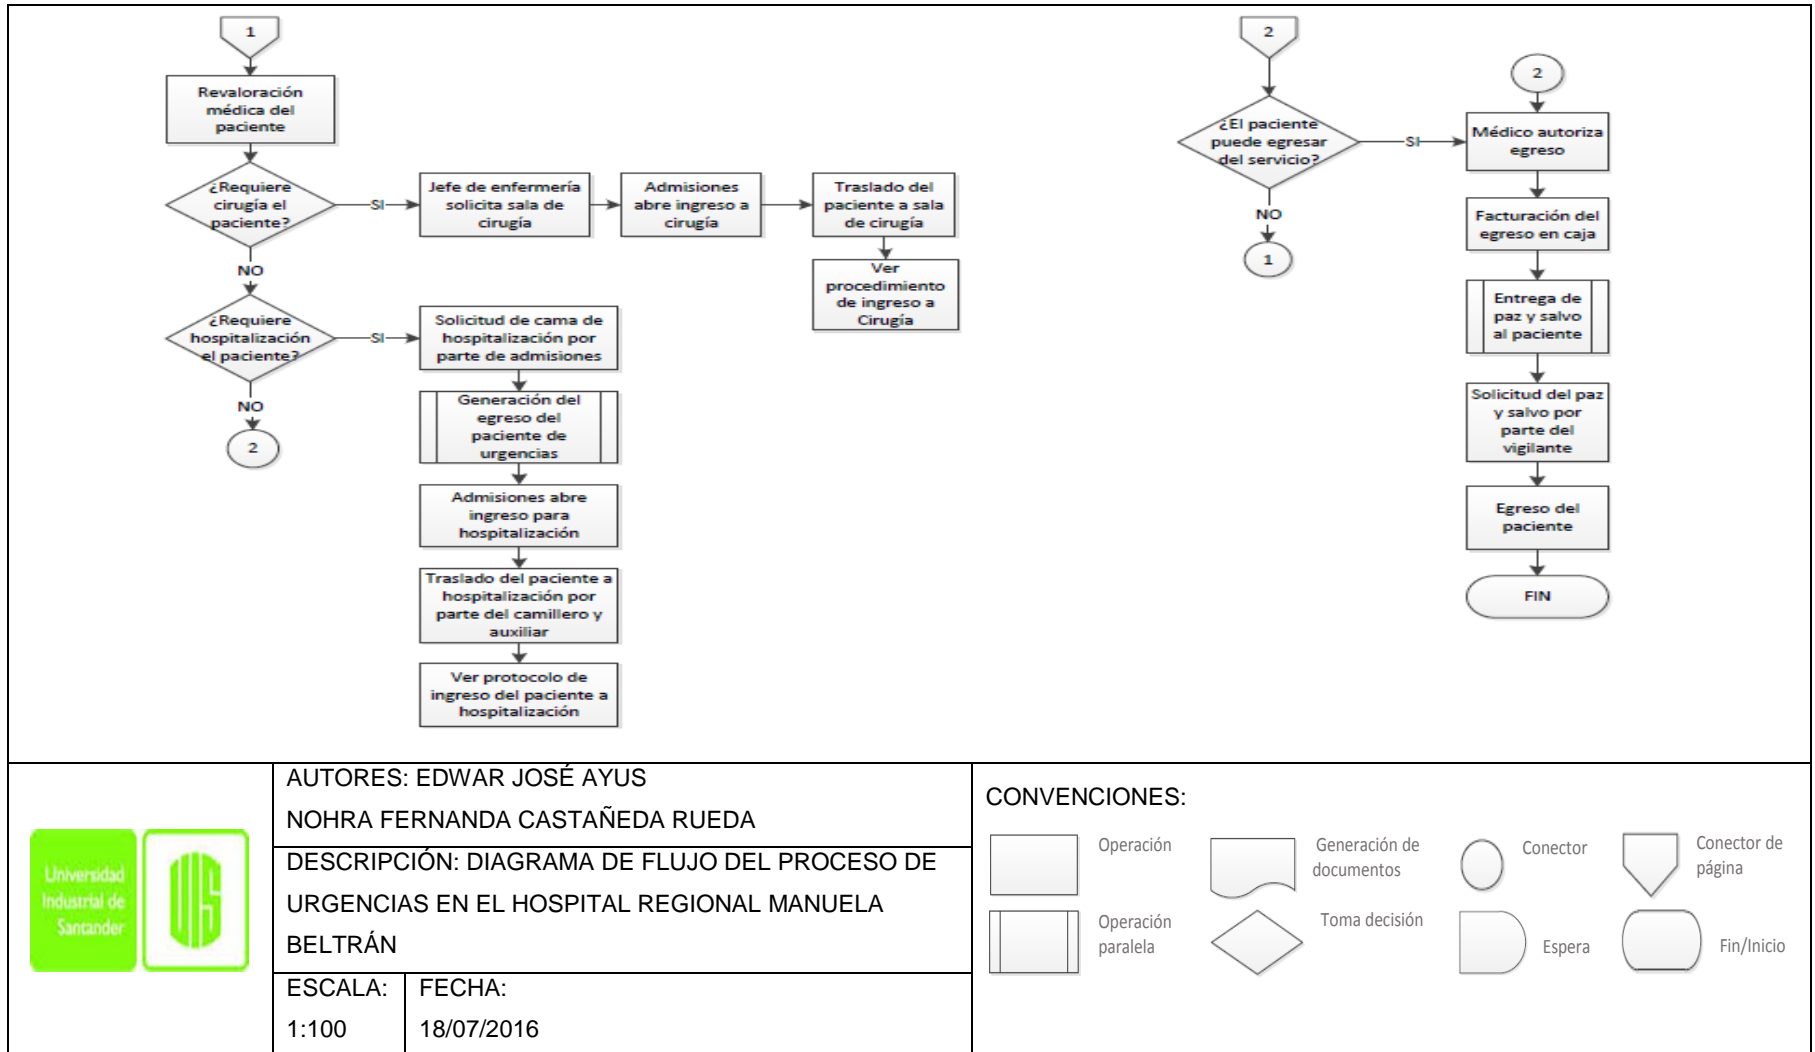 1
Revaloración
médica del
paciente
¿Requiere
cirugía el
paciente?
SI
Jefe de enfermería
solicita sala de
cirugía
Admisiones
abre ingreso a
cirugía
Traslado del
paciente a sala
de cirugía
Ver
procedimiento
de ingreso a
Cirugía
NO
¿Requiere
hospitalización
el paciente?
SI
Solicitud de cama de
hospitalización por
parte de admisiones
Generación del
egreso del
paciente de
urgencias
Admisiones abre
ingreso para
hospitalización
Traslado del paciente a
hospitalización por
parte del camillero y
auxiliar
Ver protocolo de
ingreso del paciente a
hospitalización
NO
2
2
¿El paciente
puede egresar
del servicio?
SI
NO
1
2
Médico autoriza
egreso
Facturación del
egreso en caja
Entrega de
paz y salvo
al paciente
Solicitud del paz
y salvo por
parte del
vigilante
Egreso del
paciente
FIN
Universidad
Industrial de
Santander
UIS
AUTORES: EDWAR JOSÉ AYUS
NOHRA FERNANDA CASTAÑEDA RUEDA
DESCRIPCIÓN: DIAGRAMA DE FLUJO DEL PROCESO DE
URGENCIAS EN EL HOSPITAL REGIONAL MANUELA
BELTRÁN
ESCALA:
1:100
FECHA:
18/07/2016
CONVENCIONES:
Operación
Generación de
documentos
Conector
Conector de
página
Operación
paralela
Toma decisión
Espera
Fin/Inicio